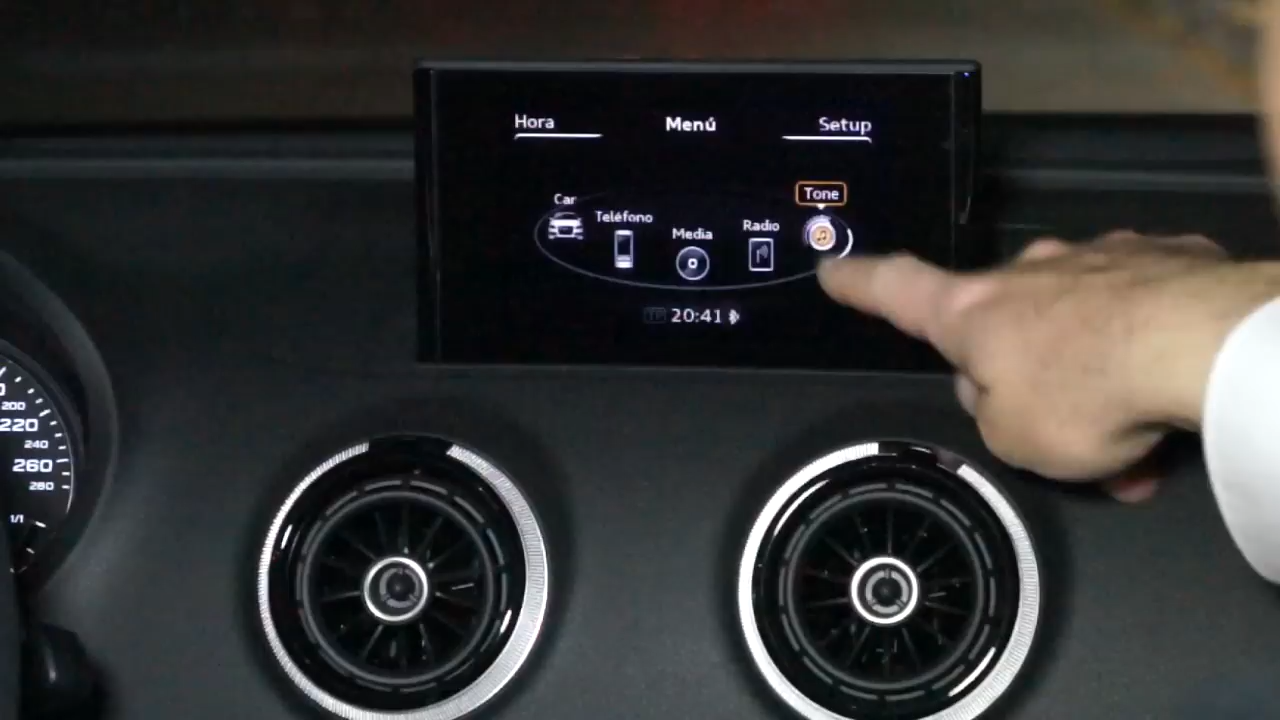 Hora Menú Setup
Tone
Car
Teléfono
Media
Radio
20:41
200
220
240
260
280
1/1